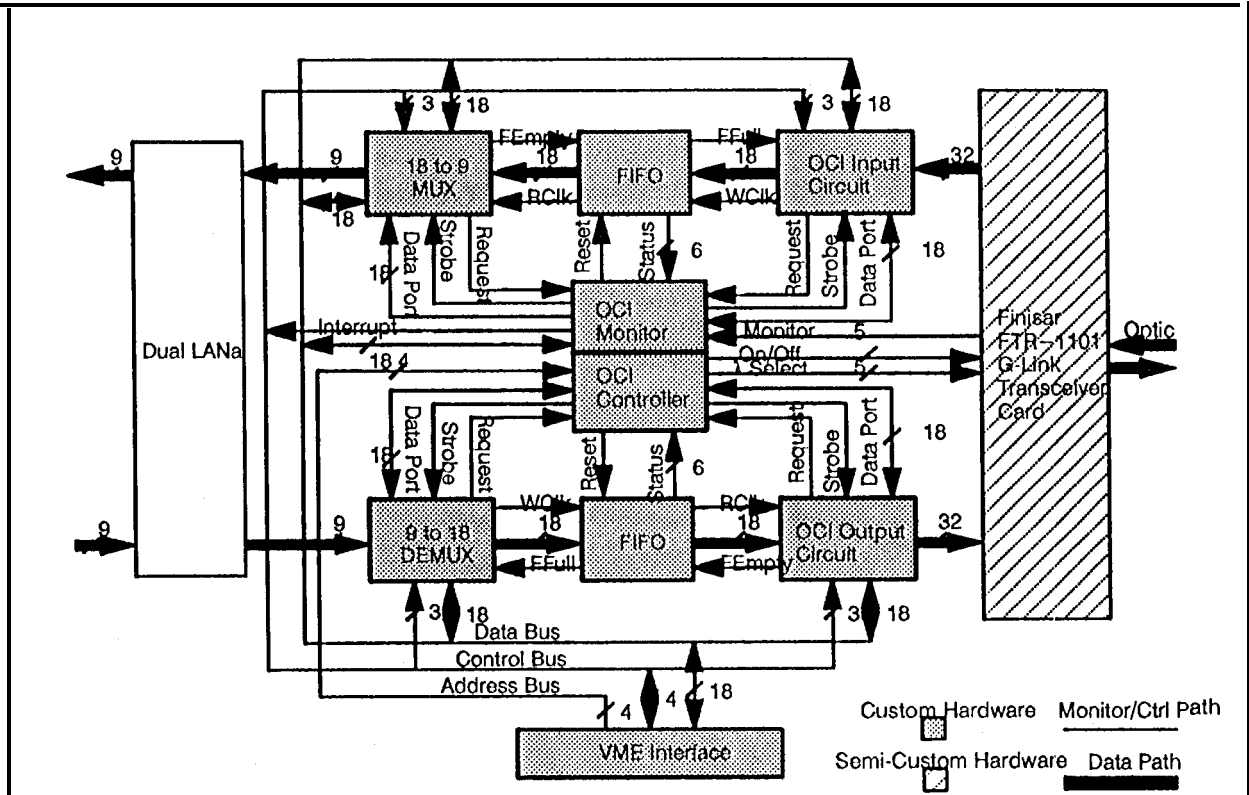 3 18 3 18
FEmpty FFull
9 9 18 to 9 MUX 18 FIFO 18 OCI Input Circuit 32
RClk WClk
18
Data Port Strobe Request Reset Status 6 Request Strobe Data Port 18
18
OCI Monitor
Interrupt Monitor 5
Dual LANa
18 4 On/Off
OCI Controller λ Select 5
Finisar
FTR-1101
G-Link
Transceiver
Card
Optic
18 Data Port Strobe Request Reset Status 6 Request Strobe Data Port 18
WClk RClk
9 9 9 to 18 DEMUX 18 FIFO 18 OCI Output Circuit 32
FFull FEmpty
3 18 3 18
Data Bus
Control Bus
Address Bus
4 4 18
VME Interface
Custom Hardware Monitor/Ctrl Path
Semi-Custom Hardware Data Path